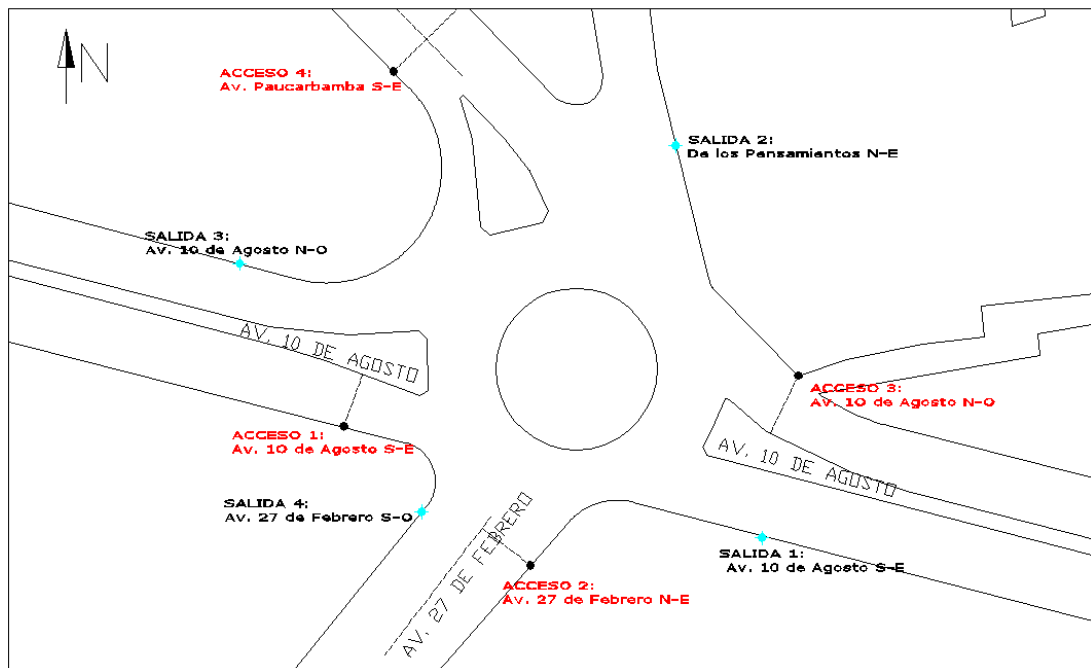 N
ACCESO 4:
Av. Paucarbamba S-E
SALIDA 2:
De los Pensamientos N-E
SALIDA 3:
Av. 10 de Agosto N-O
AV. 10 DE AGOSTO
ACCESO 3:
Av. 10 de Agosto N-O
ACCESO 1:
Av. 10 de Agosto S-E
AV. 10 DE AGOSTO
SALIDA 4:
Av. 27 de Febrero S-O
AV. 27 DE FEBRERO
SALIDA 1:
Av. 10 de Agosto S-E
ACCESO 2:
Av. 27 de Febrero N-E